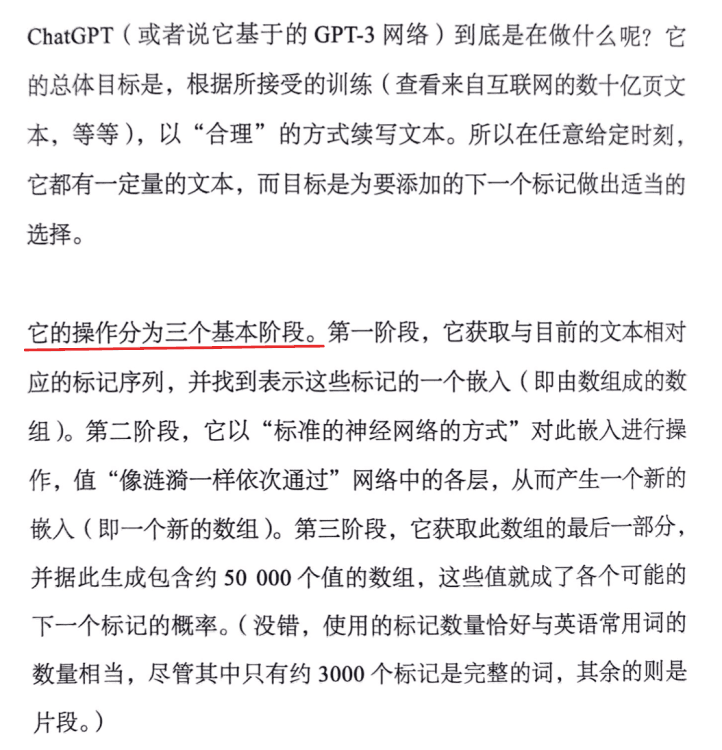 ChatGPT（或者说它基于的 GPT-3 网络）到底是在做什么呢？它
的总体目标是，根据所接受的训练（查看来自互联网的数十亿页文
本，等等），以“合理”的方式续写文本。所以在任意给定时刻，
它都有一定量的文本，而目标是为要添加的下一个标记做出适当的
选择。
它的操作分为三个基本阶段。第一阶段，它获取与目前的文本相对
应的标记序列，并找到表示这些标记的一个嵌入（即由数组成的数
组）。第二阶段，它以“标准的神经网络的方式”对此嵌入进行操
作，值“像涟漪一样依次通过”网络中的各层，从而产生一个新的
嵌入（即一个新的数组）。第三阶段，它获取此数组的最后一部分，
并据此生成包含约 50 000 个值的数组，这些值就成了各个可能的
下一个标记的概率。（没错，使用的标记数量恰好与英语常用词的
数量相当，尽管其中只有约 3000 个标记是完整的词，其余的则是
片段。）